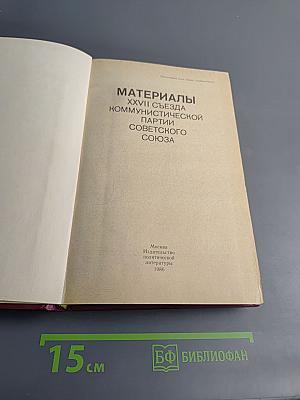 МАТЕРИАЛЫ
XXVII СЪЕЗДА
КОММУНИСТИЧЕСКОЙ
ПАРТИИ
СОВЕТСКОГО
СОЮЗА
Москва
Издательство
политической
литературы
1986
15 см
БФ БИБЛИОФАН